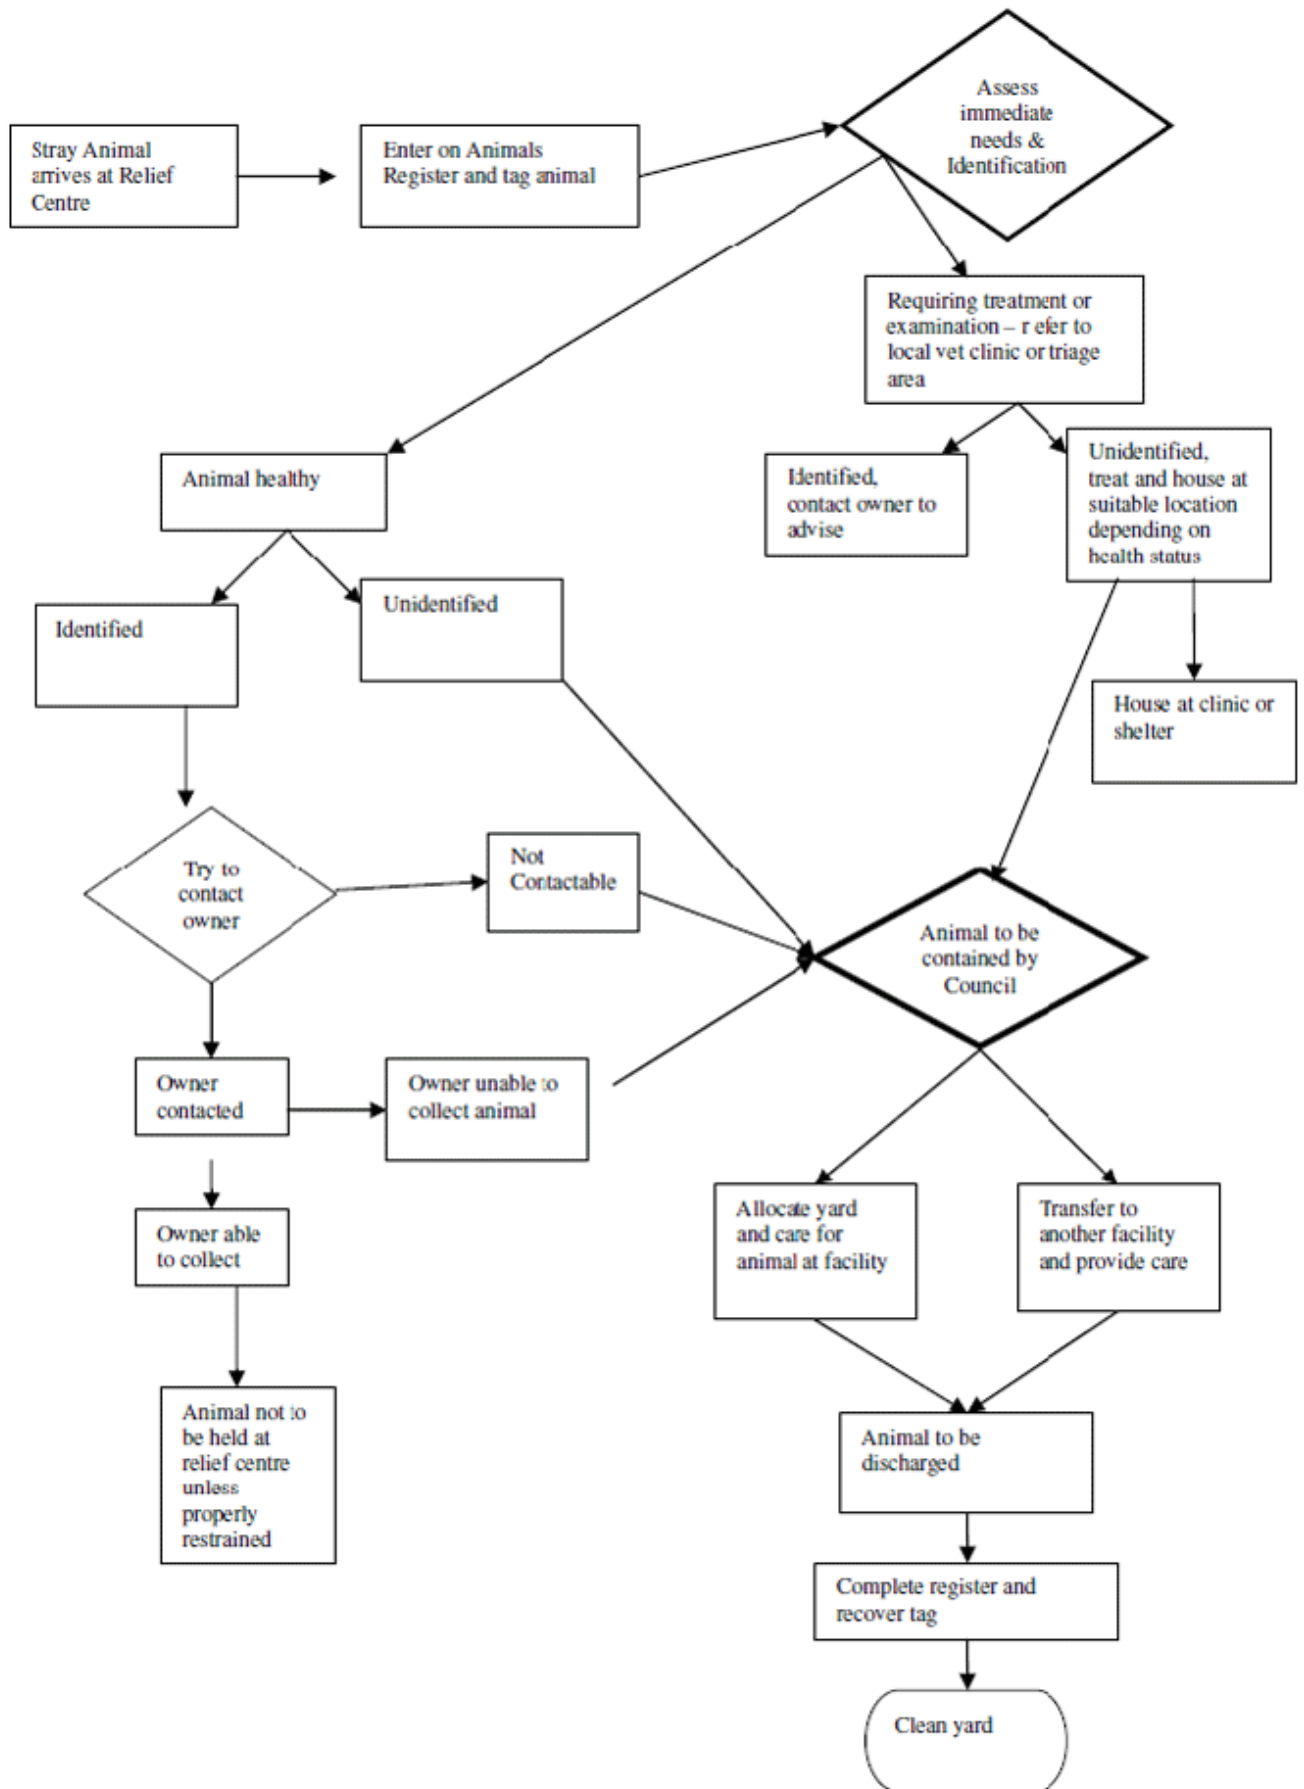 Stray Animal
arrives at Relief
Centre
Enter on Animals
Register and tag animal
Assess
immediate
needs &
Identification
Requiring treatment or
examination – r efer to
local vet clinic or triage
area
Animal healthy
Identified,
contact owner to
advise
Unidentified,
treat and house at
suitable location
depending on
health status
Identified
Unidentified
House at clinic or
shelter
Try to
contact
owner
Not
Contactable
Animal to be
contained by
Council
Owner
contacted
Owner unable to
collect animal
Owner able
to collect
Allocate yard
and care for
animal at facility
Transfer to
another facility
and provide care
Animal not to
be held at
relief centre
unless
properly
restrained
Animal to be
discharged
Complete register and
recover tag
Clean yard